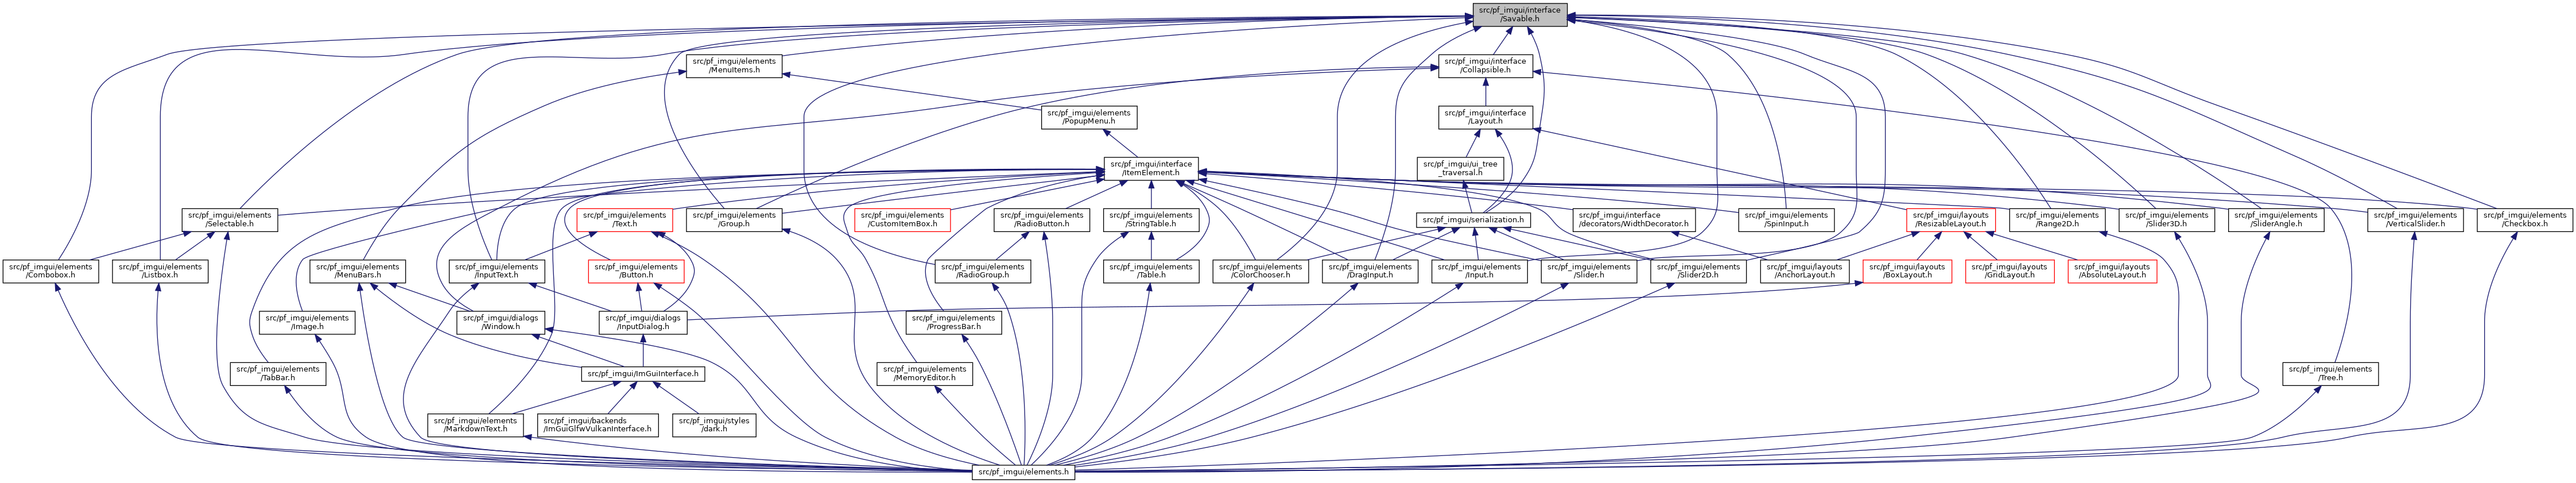 src/pf_imgui/interface
/Savable.h
src/pf_imgui/elements
/MenuItems.h
src/pf_imgui/interface
/Collapsible.h
src/pf_imgui/elements
/PopupMenu.h
src/pf_imgui/interface
/Layout.h
src/pf_imgui/interface
/ItemElement.h
src/pf_imgui/ui_tree
_traversal.h
src/pf_imgui/elements
/Selectable.h
src/pf_imgui/elements
/Text.h
src/pf_imgui/elements
/Group.h
src/pf_imgui/elements
/CustomItemBox.h
src/pf_imgui/elements
/RadioButton.h
src/pf_imgui/elements
/StringTable.h
src/pf_imgui/serialization.h
src/pf_imgui/interface
/decorators/WidthDecorator.h
src/pf_imgui/elements
/SpinInput.h
src/pf_imgui/layouts
/ResizableLayout.h
src/pf_imgui/elements
/Range2D.h
src/pf_imgui/elements
/Slider3D.h
src/pf_imgui/elements
/SliderAngle.h
src/pf_imgui/elements
/VerticalSlider.h
src/pf_imgui/elements
/Checkbox.h
src/pf_imgui/elements
/Combobox.h
src/pf_imgui/elements
/Listbox.h
src/pf_imgui/elements
/MenuBars.h
src/pf_imgui/elements
/InputText.h
src/pf_imgui/elements
/Button.h
src/pf_imgui/elements
/RadioGroup.h
src/pf_imgui/elements
/Table.h
src/pf_imgui/elements
/ColorChooser.h
src/pf_imgui/elements
/DragInput.h
src/pf_imgui/elements
/Input.h
src/pf_imgui/elements
/Slider.h
src/pf_imgui/elements
/Slider2D.h
src/pf_imgui/layouts
/AnchorLayout.h
src/pf_imgui/layouts
/BoxLayout.h
src/pf_imgui/layouts
/GridLayout.h
src/pf_imgui/layouts
/AbsoluteLayout.h
src/pf_imgui/elements
/Image.h
src/pf_imgui/dialogs
/Window.h
src/pf_imgui/dialogs
/InputDialog.h
src/pf_imgui/elements
/ProgressBar.h
src/pf_imgui/elements
/TabBar.h
src/pf_imgui/ImGuiInterface.h
src/pf_imgui/elements
/MemoryEditor.h
src/pf_imgui/elements
/Tree.h
src/pf_imgui/elements
/MarkdownText.h
src/pf_imgui/backends
/ImGuiGlfwVulkanInterface.h
src/pf_imgui/styles
/dark.h
src/pf_imgui/elements.h